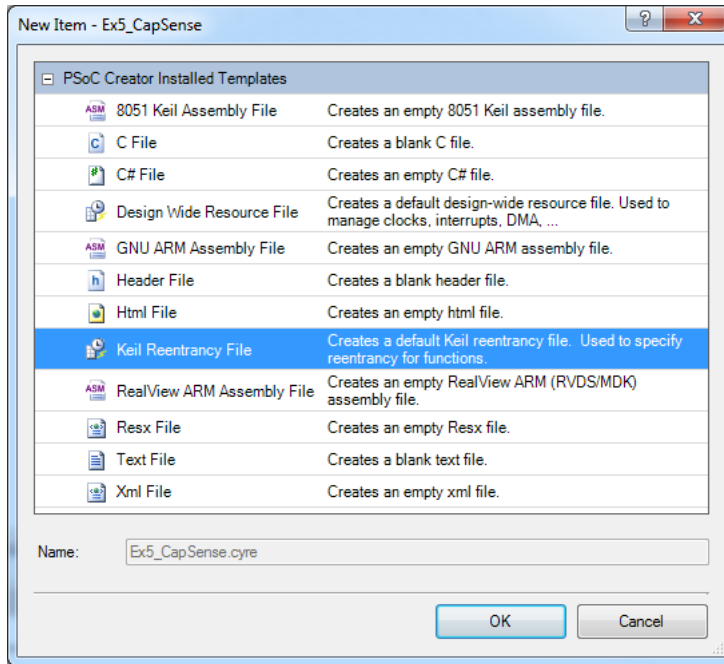 New Item - Ex5_CapSense
PSoC Creator Installed Templates
ASM 8051 Keil Assembly File Creates an empty 8051 Keil assembly file.
c C File Creates a blank C file.
# C# File Creates an empty C# file.
Design Wide Resource File Creates a default design-wide resource file. Used to
manage clocks, interrupts, DMA, ...
ASM GNU ARM Assembly File Creates an empty GNU ARM assembly file.
h Header File Creates a blank header file.
Html File Creates an empty html file.
Keil Reentrancy File Creates a default Keil reentrancy file. Used to specify
reentrancy for functions.
ASM RealView ARM Assembly File Creates an empty RealView ARM (RVDS/MDK)
assembly file.
Resx File Creates an empty Resx file.
Text File Creates a blank text file.
Xml File Creates an empty xml file.
Name: Ex5_CapSense.cyre
OK Cancel